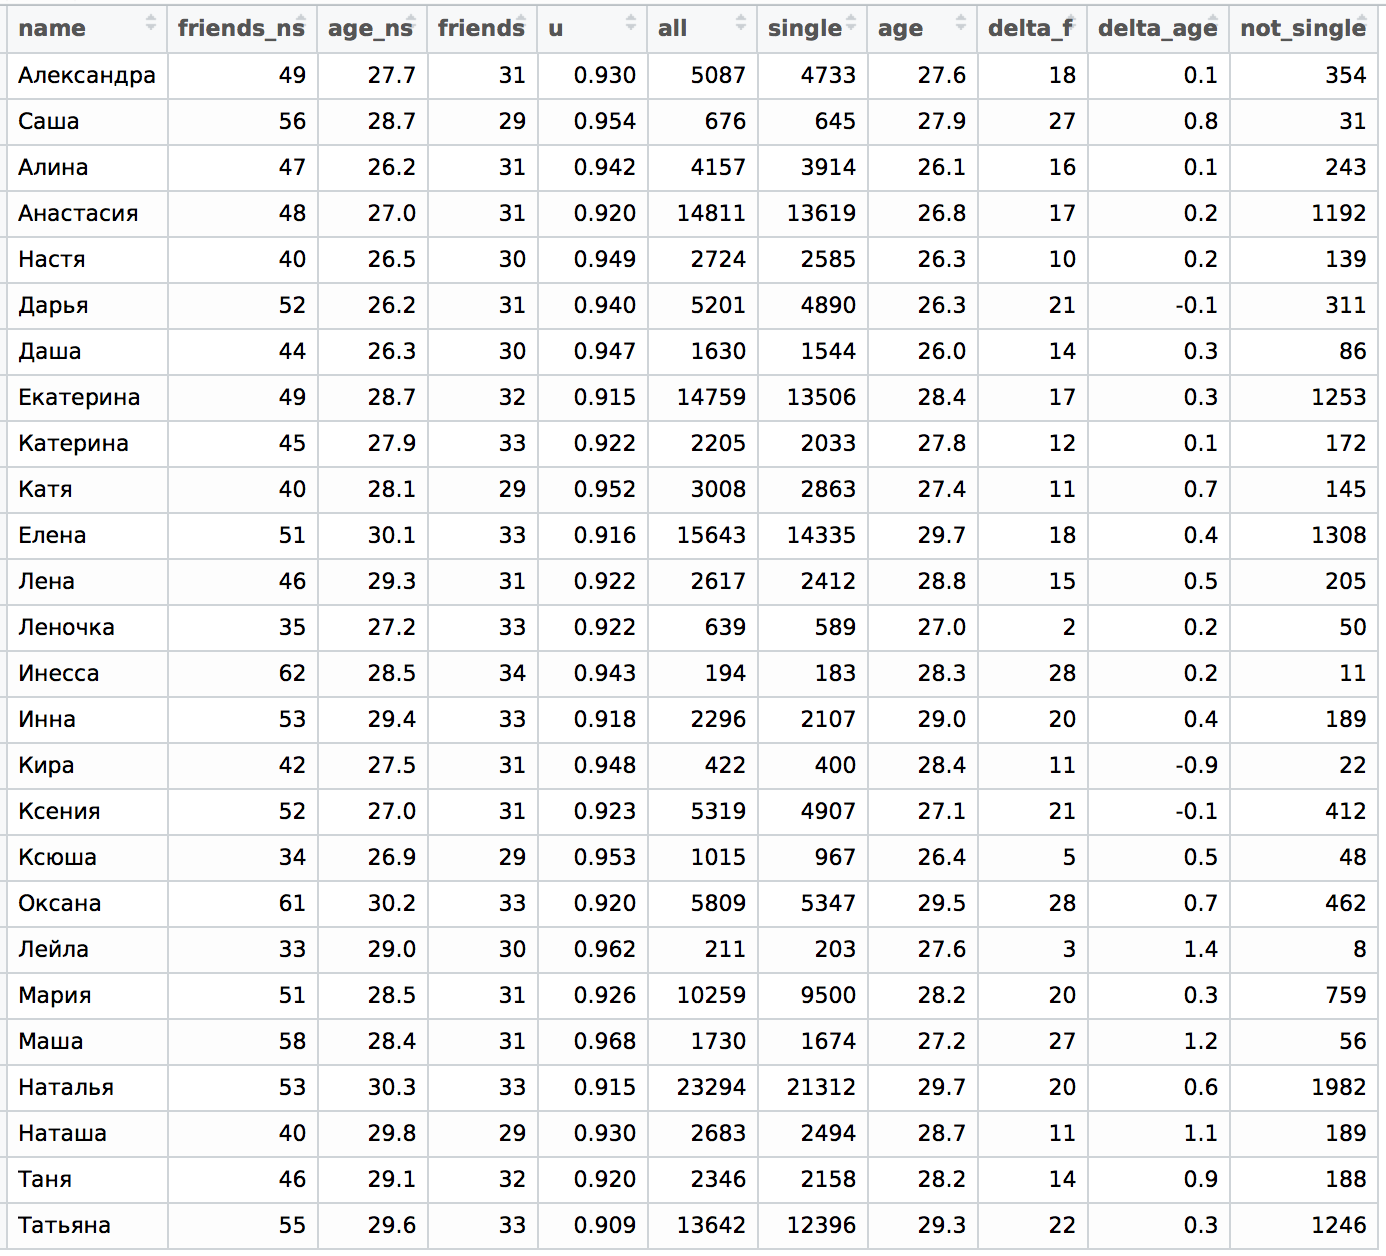 name friends_ns age_ns friends u all single age delta_f delta_age not_single
Александра 49 27.7 31 0.930 5087 4733 27.6 18 0.1 354
Саша 56 28.7 29 0.954 676 645 27.9 27 0.8 31
Алина 47 26.2 31 0.942 4157 3914 26.1 16 0.1 243
Анастасия 48 27.0 31 0.920 14811 13619 26.8 17 0.2 1192
Настя 40 26.5 30 0.949 2724 2585 26.3 10 0.2 139
Дарья 52 26.2 31 0.940 5201 4890 26.3 21 -0.1 311
Даша 44 26.3 30 0.947 1630 1544 26.0 14 0.3 86
Екатерина 49 28.7 32 0.915 14759 13506 28.4 17 0.3 1253
Катерина 45 27.9 33 0.922 2205 2033 27.8 12 0.1 172
Катя 40 28.1 29 0.952 3008 2863 27.4 11 0.7 145
Елена 51 30.1 33 0.916 15643 14335 29.7 18 0.4 1308
Лена 46 29.3 31 0.922 2617 2412 28.8 15 0.5 205
Леночка 35 27.2 33 0.922 639 589 27.0 2 0.2 50
Инесса 62 28.5 34 0.943 194 183 28.3 28 0.2 11
Инна 53 29.4 33 0.918 2296 2107 29.0 20 0.4 189
Кира 42 27.5 31 0.948 422 400 28.4 11 -0.9 22
Ксения 52 27.0 31 0.923 5319 4907 27.1 21 -0.1 412
Ксюша 34 26.9 29 0.953 1015 967 26.4 5 0.5 48
Оксана 61 30.2 33 0.920 5809 5347 29.5 28 0.7 462
Лейла 33 29.0 30 0.962 211 203 27.6 3 1.4 8
Мария 51 28.5 31 0.926 10259 9500 28.2 20 0.3 759
Маша 58 28.4 31 0.968 1730 1674 27.2 27 1.2 56
Наталья 53 30.3 33 0.915 23294 21312 29.7 20 0.6 1982
Наташа 40 29.8 29 0.930 2683 2494 28.7 11 1.1 189
Таня 46 29.1 32 0.920 2346 2158 28.2 14 0.9 188
Татьяна 55 29.6 33 0.909 13642 12396 29.3 22 0.3 1246